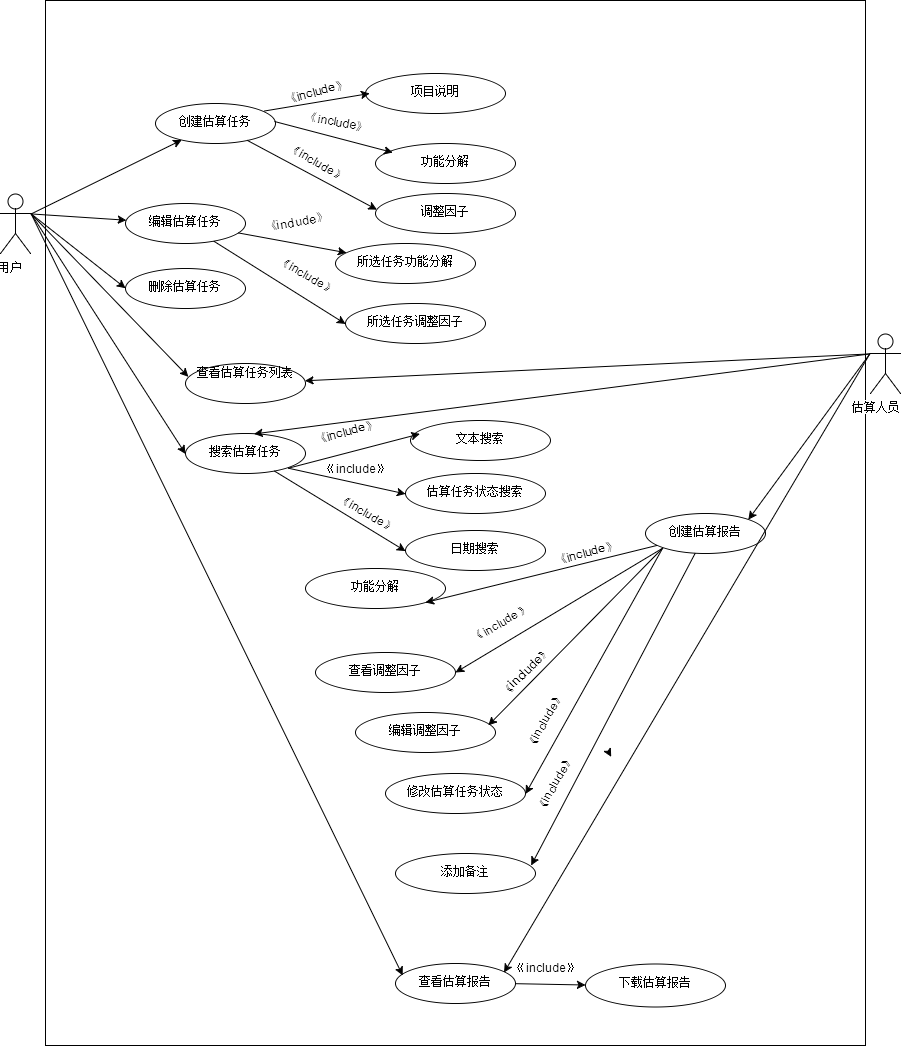 《include》
项目说明
创建估算任务
《include》
功能分解
《include》
调整因子
编辑估算任务
《include》
所选任务功能分解
用户
《include》
删除估算任务
所选任务调整因子
查看估算任务列表
估算人员
《include》
文本搜索
搜索估算任务
《include》
估算任务状态搜索
《include》
创建估算报告
日期搜索
《include》
功能分解
《include》
查看调整因子
《include》
编辑调整因子
《include》
修改估算任务状态
《include》
添加备注
《include》
查看估算报告
下载估算报告